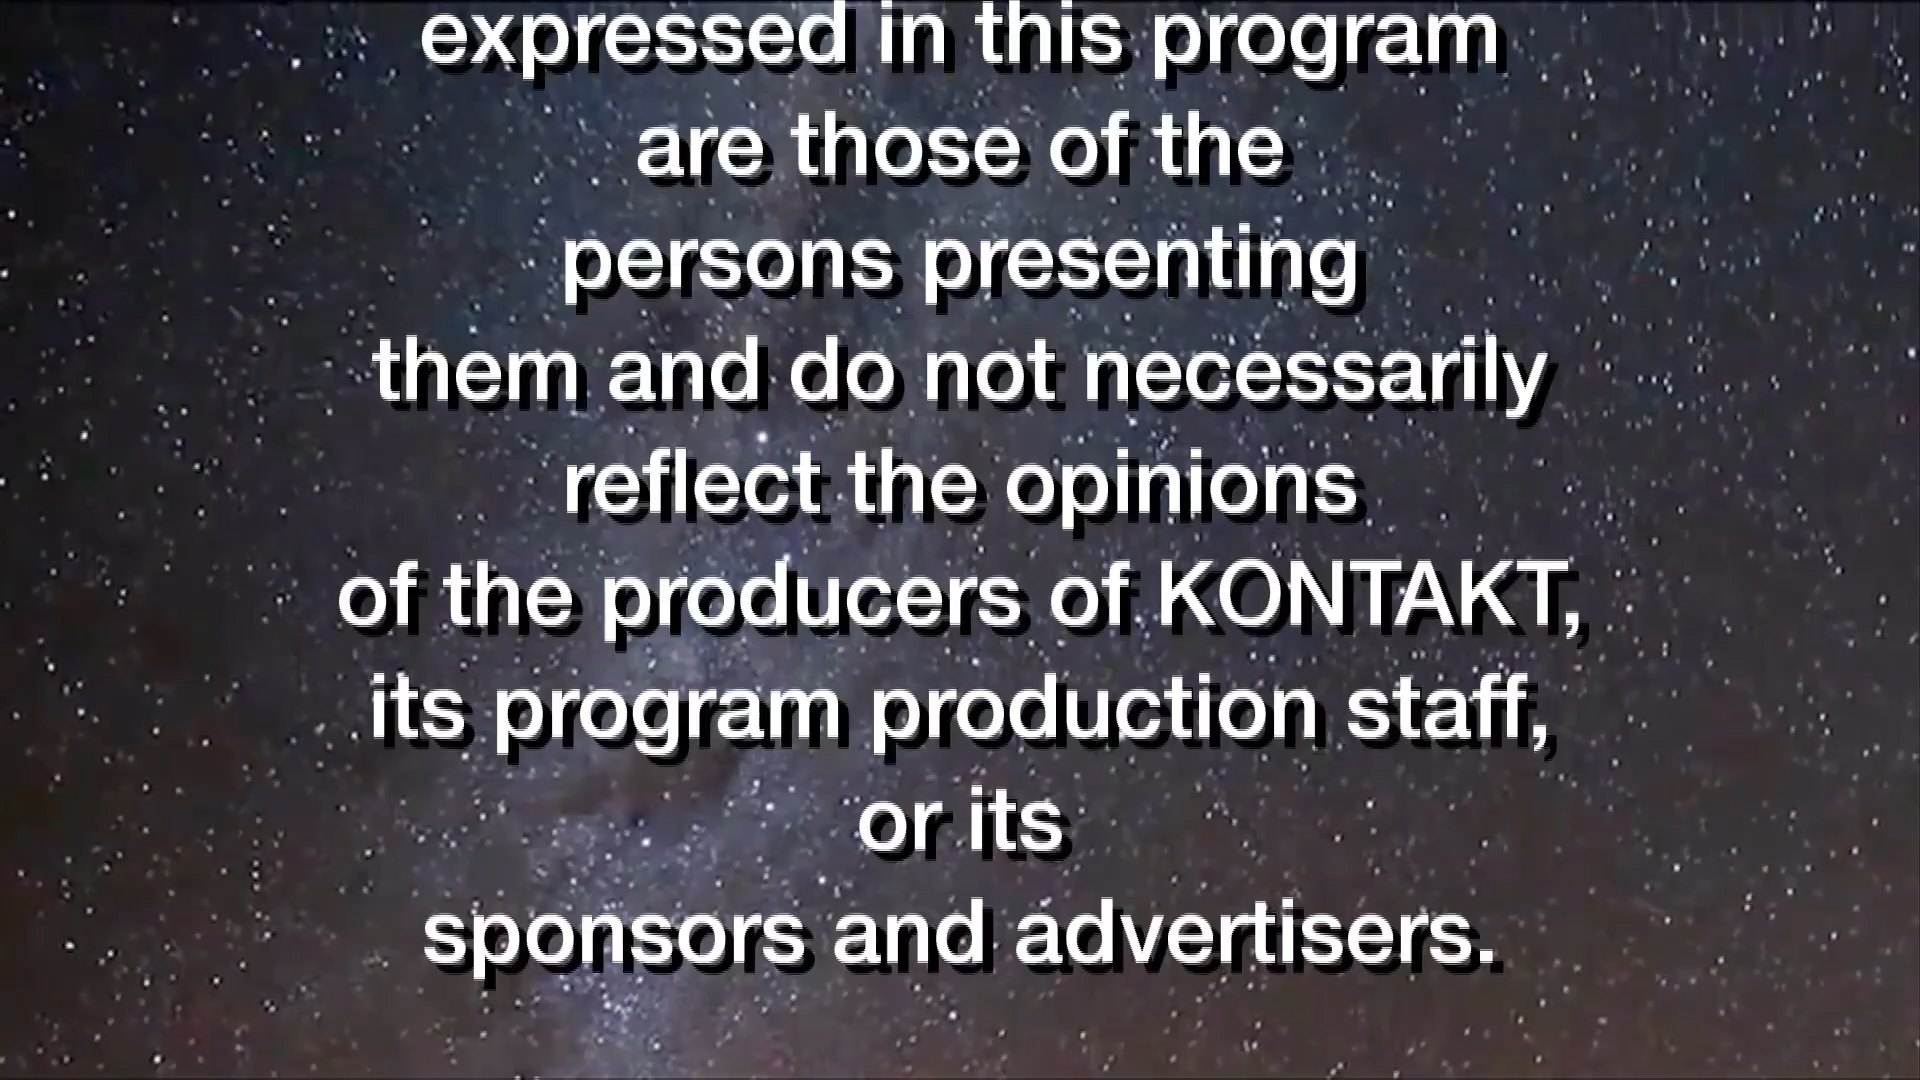 expressed in this program
are those of the
persons presenting
them and do not necessarily
reflect the opinions
of the producers of KONTAKT,
its program production staff,
or its
sponsors and advertisers.